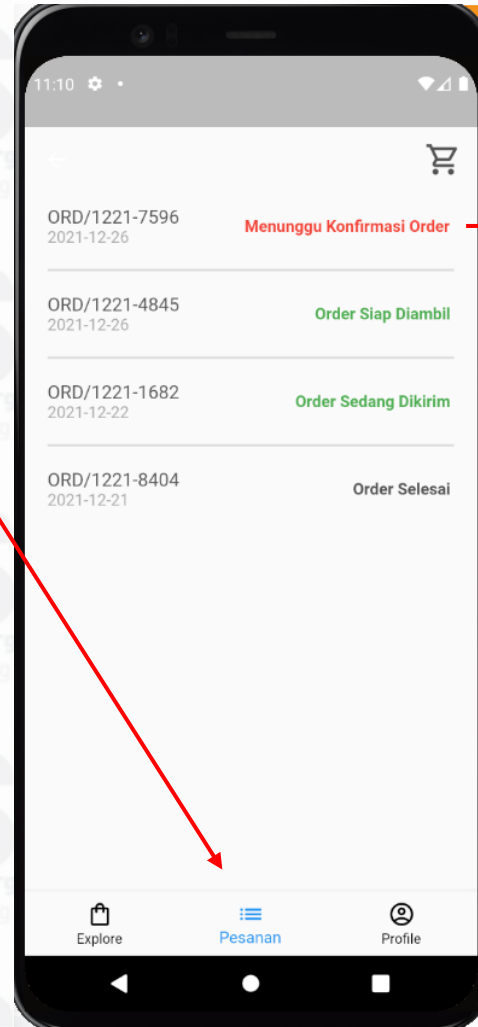 11:10
ORD/1221-7596
2021-12-26
Menunggu Konfirmasi Order
ORD/1221-4845
2021-12-26
Order Siap Diambil
ORD/1221-1682
2021-12-22
Order Sedang Dikirim
ORD/1221-8404
2021-12-21
Order Selesai
Explore
Pesanan
Profile